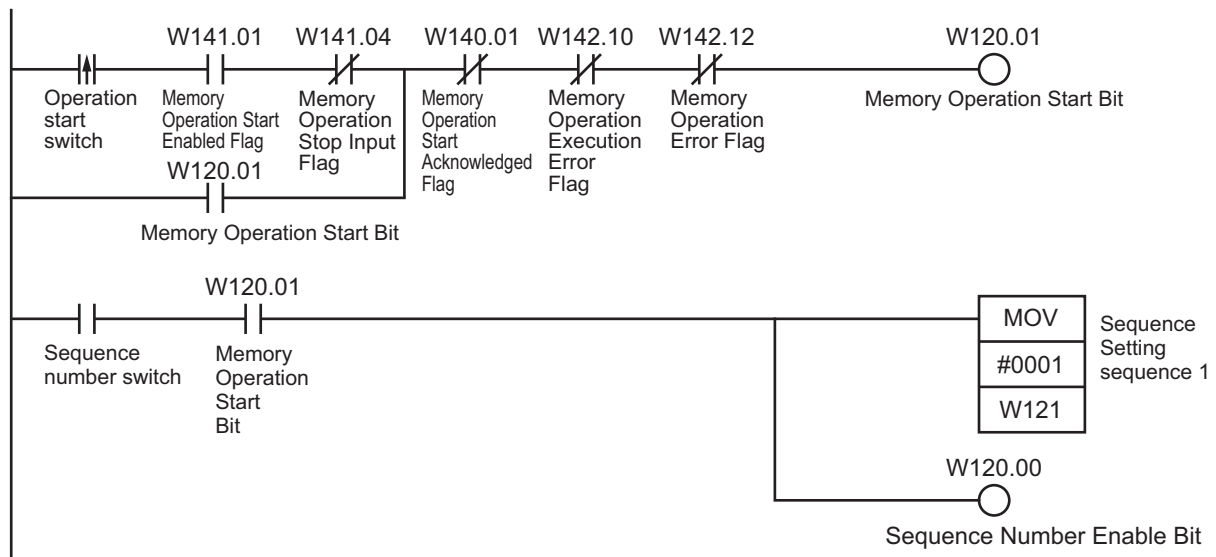 W141.01 W141.04 W140.01 W142.10 W142.12 W120.01
Operation
start
switch
Memory
Operation Start
Enabled Flag
Memory
Operation
Stop Input
Flag
Memory
Operation
Start
Acknowledged
Flag
Memory
Operation
Execution
Error
Flag
Memory
Operation
Error Flag
Memory Operation Start Bit
W120.01
Memory Operation Start Bit
W120.01
Sequence
number switch
Memory
Operation
Start
Bit
MOV
#0001
W121
Sequence
Setting
sequence 1
W120.00
Sequence Number Enable Bit